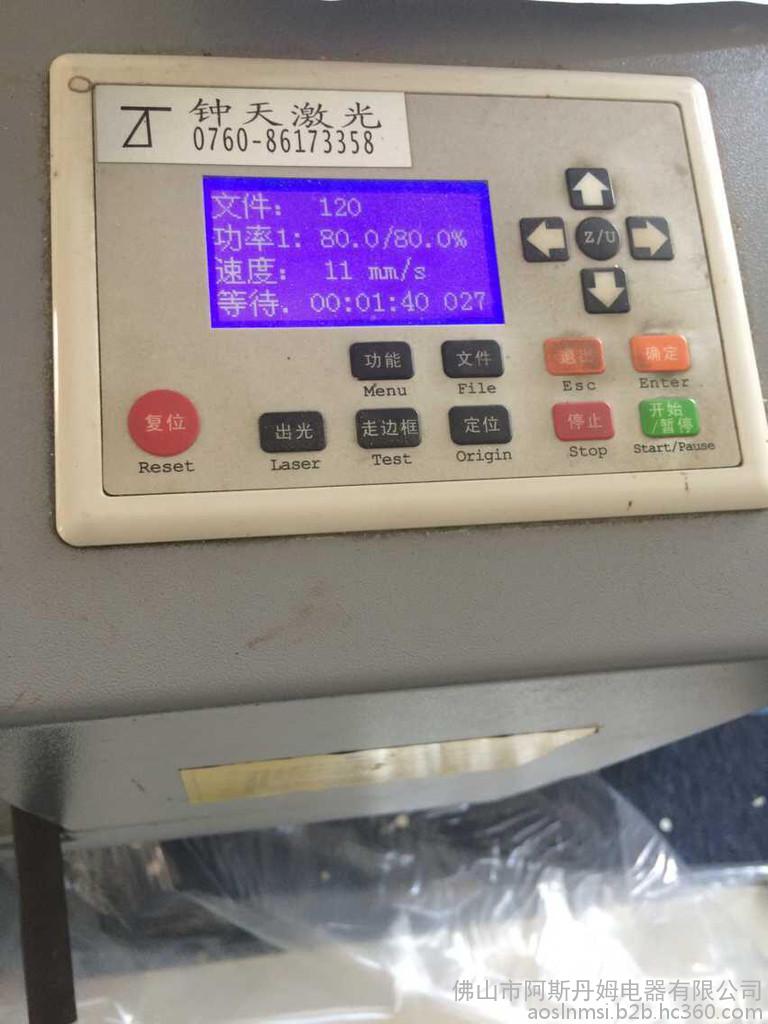 钟天激光
0760-86173358
文件: 120
功率1: 80.0/80.0%
速度: 11 mm/s
等待. 00:01:40 027
Z/U
功能
Menu
文件
File
退出
Esc
确定
Enter
复位
Reset
出光
Laser
走边框
Test
定位
Origin
停止
Stop
开始
/暂停
Start/Pause
佛山市阿斯丹姆电器有限公司
aoslnmsi.b2b.hc360.com